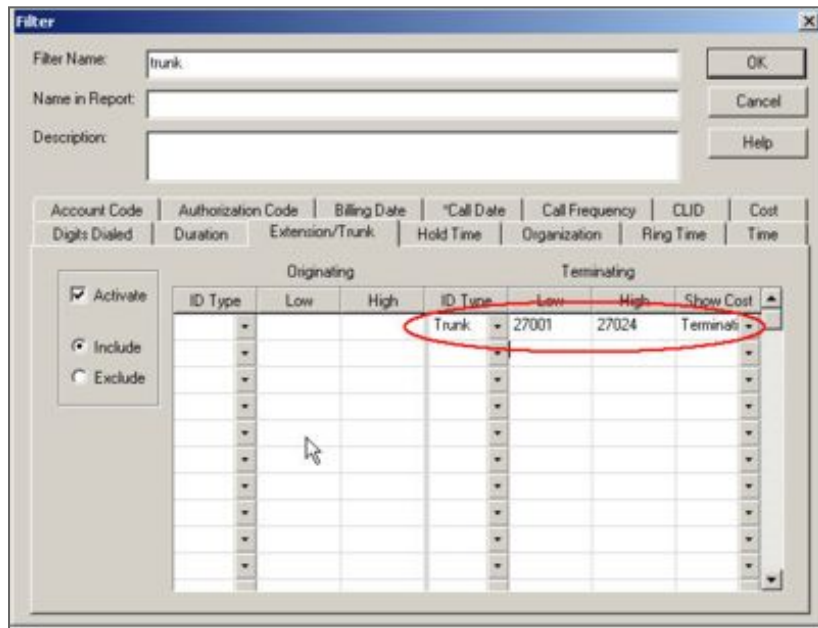 Filter
Filter Name: trunk
OK
Name in Report:
Cancel
Description:
Help
Account Code Authorization Code Billing Date *Call Date Call Frequency CLID Cost
Digits Dialed Duration Extension/Trunk Hold Time Organization Ring Time Time
Originating Terminating
Activate
ID Type Low High ID Type Low High Show Cost
Trunk 27001 27024 Terminati
Include
Exclude